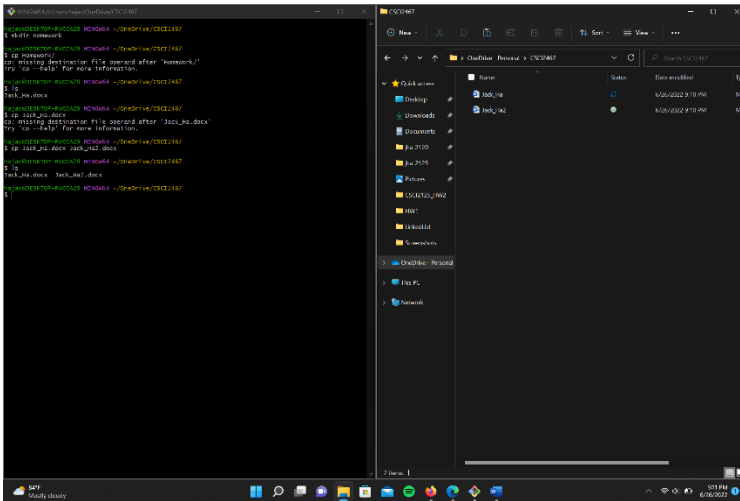 MINGW64:/c/Users/hajac/OneDrive/CSCI2467
$ mkdir Homework
hajac@DESKTOP-RVCCA29 MINGW64 ~/OneDrive/CSCI2467
$ cp Homework/
cp: missing destination file operand after 'Homework/'
Try 'cp --help' for more information.
hajac@DESKTOP-RVCCA29 MINGW64 ~/OneDrive/CSCI2467
$ ls
Jack_Ha.docx
hajac@DESKTOP-RVCCA29 MINGW64 ~/OneDrive/CSCI2467
$ cp Jack_Ha.docx
cp: missing destination file operand after 'Jack_Ha.docx'
Try 'cp --help' for more information.
hajac@DESKTOP-RVCCA29 MINGW64 ~/OneDrive/CSCI2467
$ cp Jack_Ha.docx Jack_Ha2.docx
hajac@DESKTOP-RVCCA29 MINGW64 ~/OneDrive/CSCI2467
$ ls
Jack_Ha.docx Jack_Ha2.docx
hajac@DESKTOP-RVCCA29 MINGW64 ~/OneDrive/CSCI2467
$
CSCI2467
New
Sort
View
OneDrive - Personal > CSCI2467
Search CSCI2467
Name Status Date modified
Jack_Ha 6/26/2022 9:10 PM
Jack_Ha2 6/26/2022 9:10 PM
Quick access
Desktop
Downloads
Documents
Jha 2120
Jha 2125
Pictures
CSCI2125_HW2
HW1
LinkedList
Screenshots
OneDrive - Personal
This PC
Network
2 items
84°F
Mostly cloudy
9:11 PM
6/26/2022